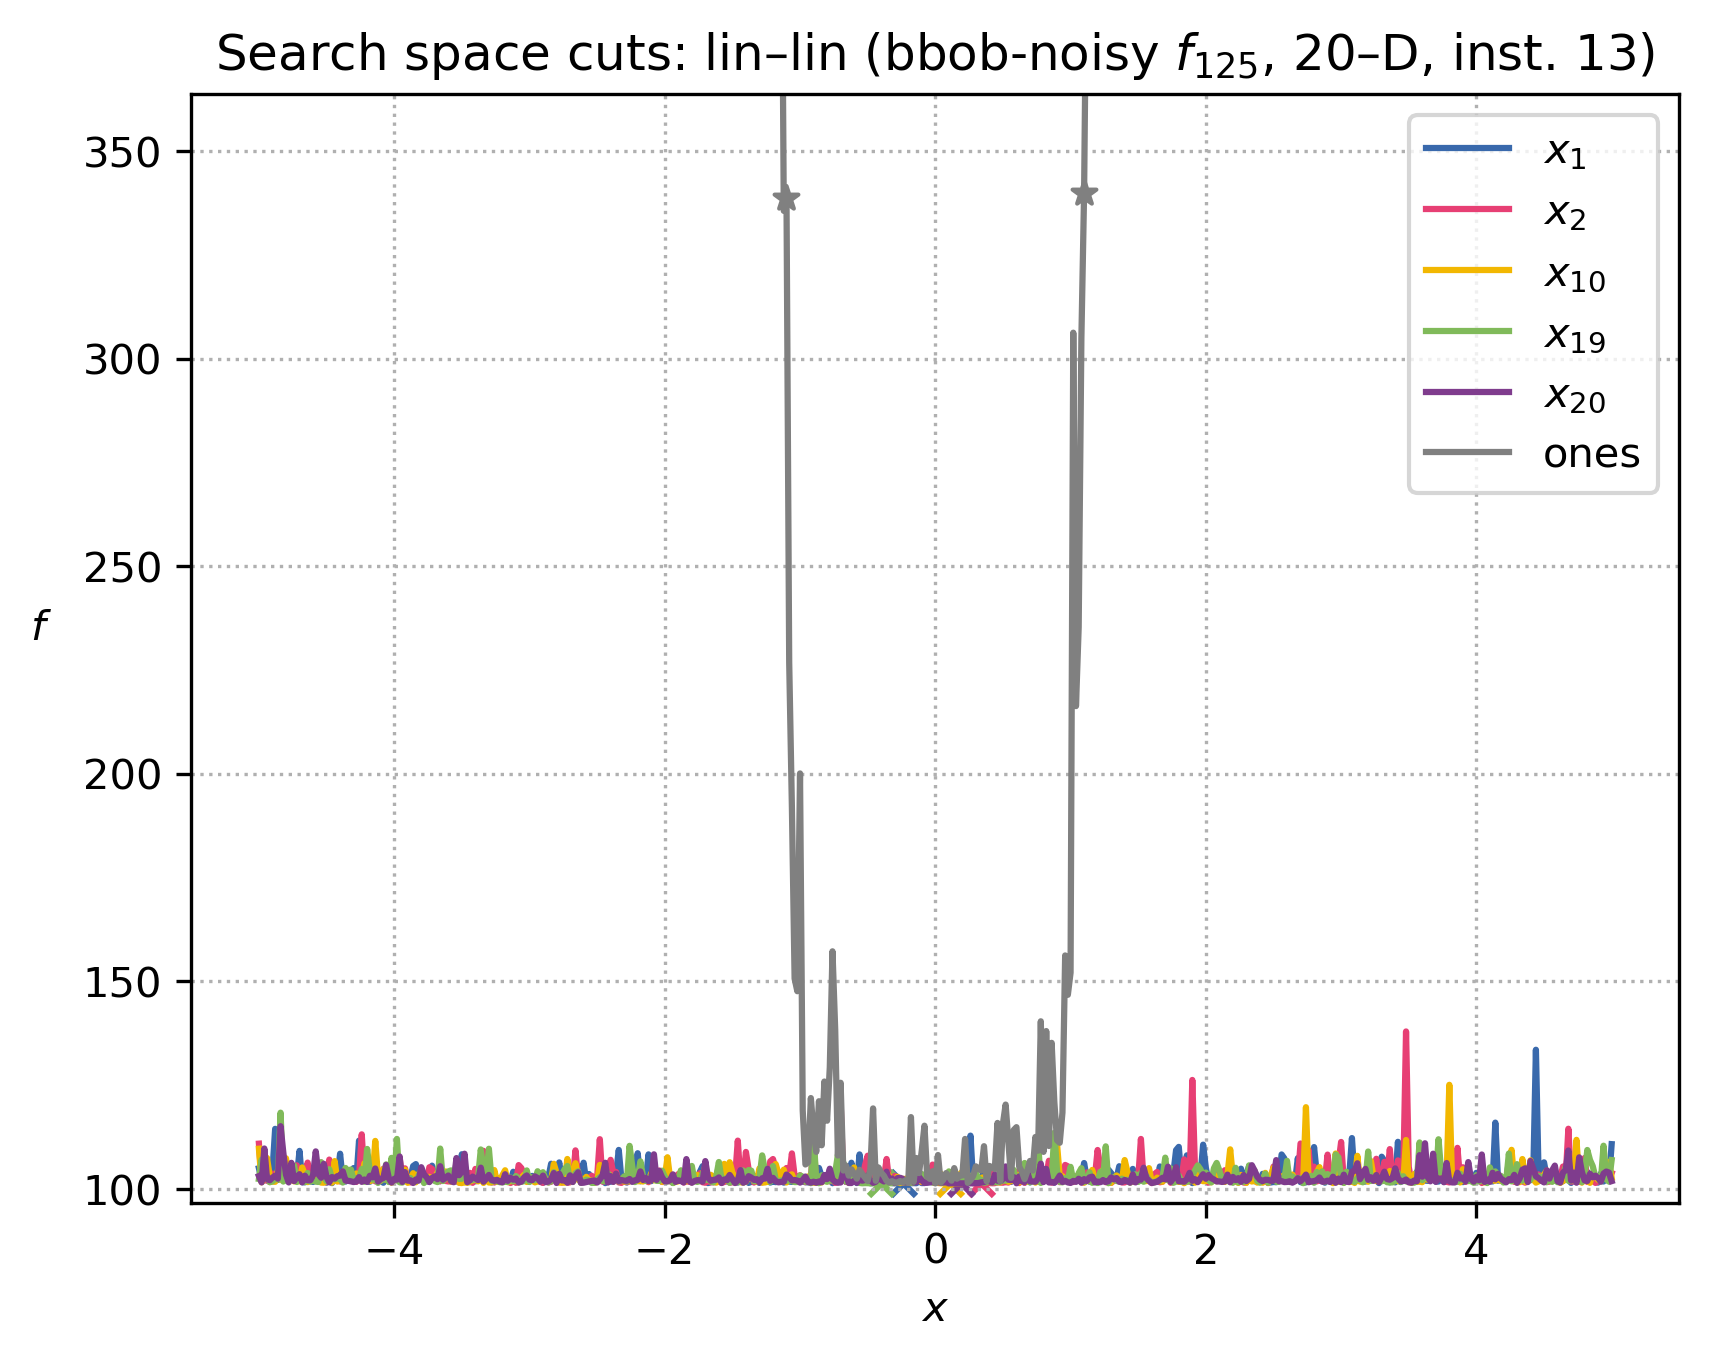 Search space cuts: lin–lin (bbob-noisy f125, 20–D, inst. 13)
350
300
250
200
150
100
f
−4
−2
0
2
4
x
x1
x2
x10
x19
x20
ones